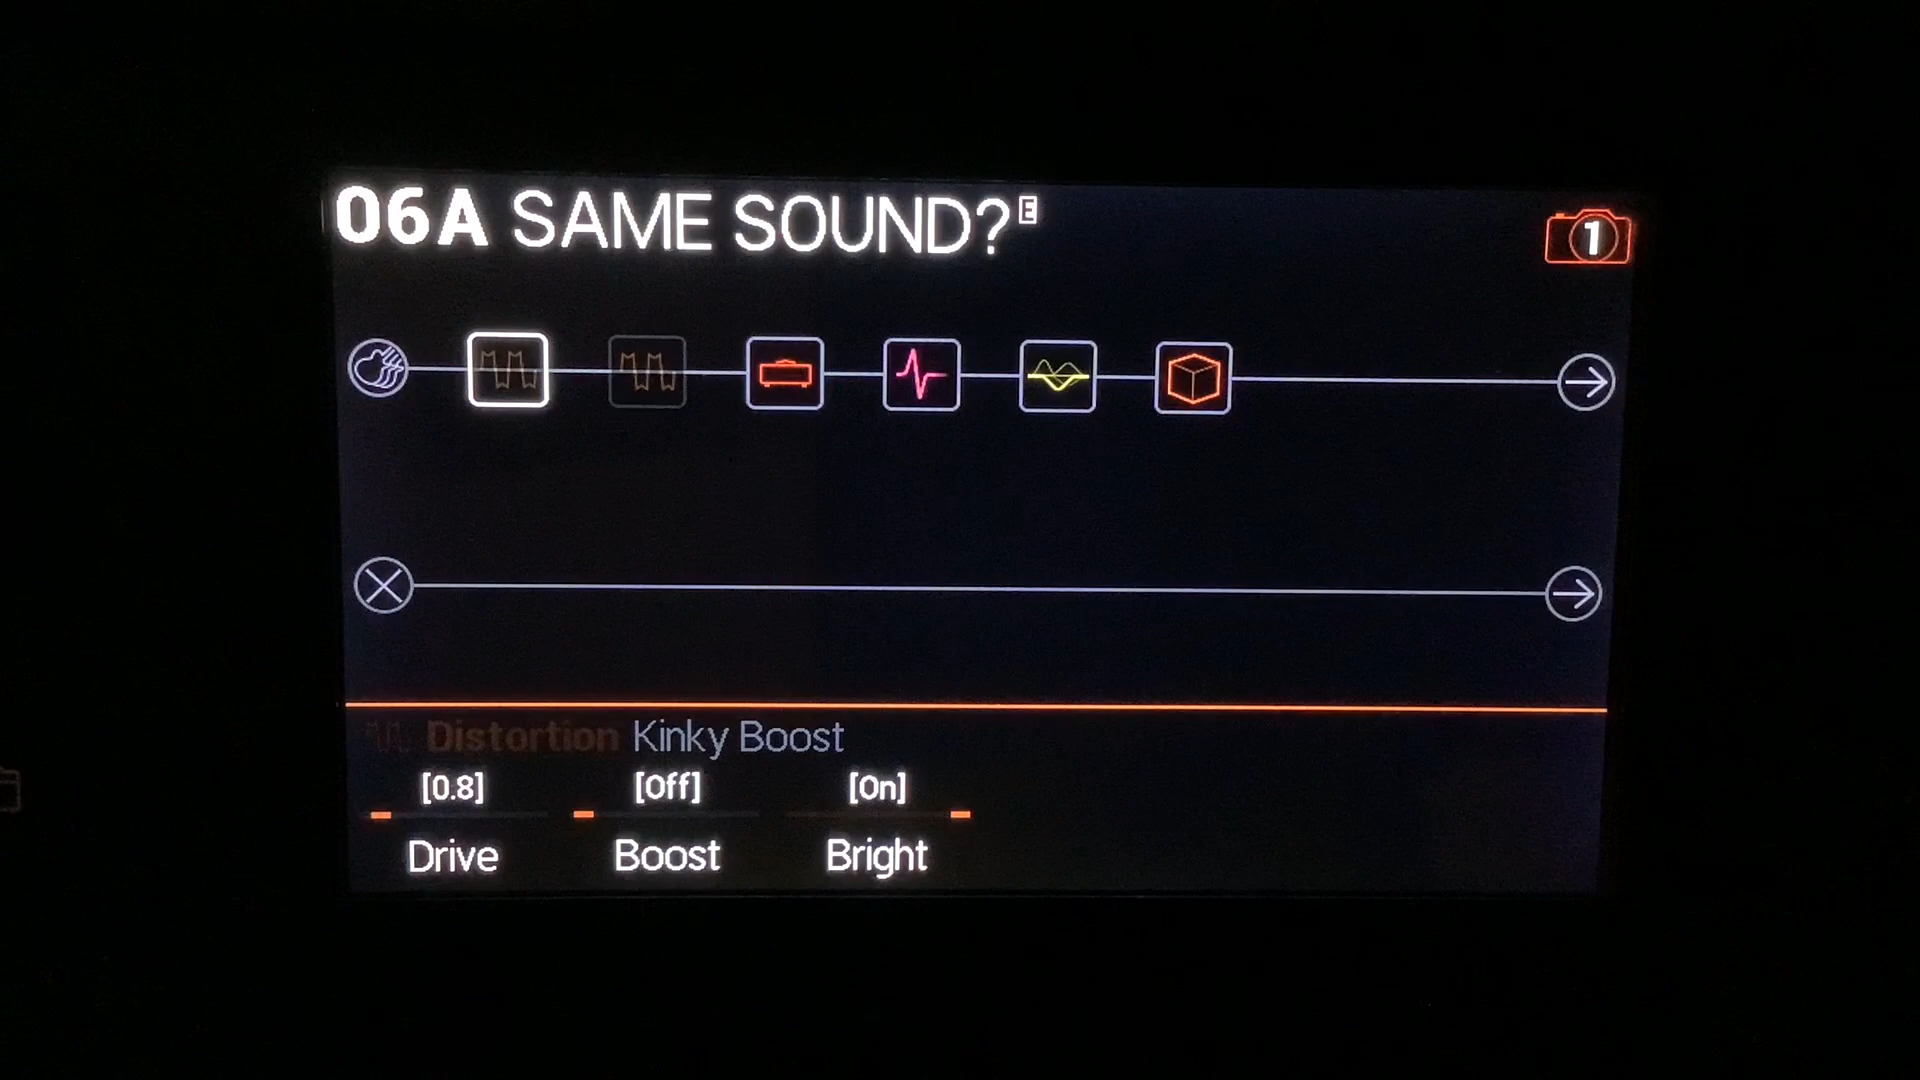 06A SAME SOUND? E
1
Distortion Kinky Boost
[0.8] [Off] [On]
Drive Boost Bright